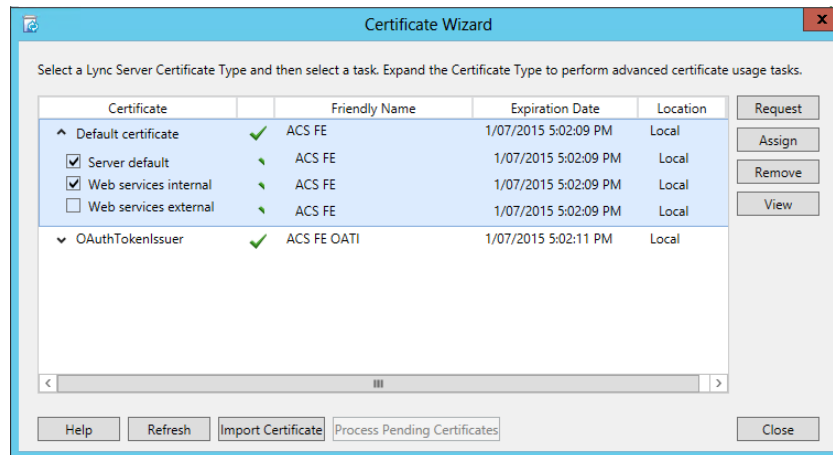 Certificate Wizard
x
Select a Lync Server Certificate Type and then select a task. Expand the Certificate Type to perform advanced certificate usage tasks.
Certificate Friendly Name Expiration Date Location
Default certificate ACS FE 1/07/2015 5:02:09 PM Local
Server default ACS FE 1/07/2015 5:02:09 PM Local
Web services internal ACS FE 1/07/2015 5:02:09 PM Local
Web services external ACS FE 1/07/2015 5:02:09 PM Local
OAuthTokenIssuer ACS FE OATI 1/07/2015 5:02:11 PM Local
Request
Assign
Remove
View
Help Refresh Import Certificate Process Pending Certificates Close